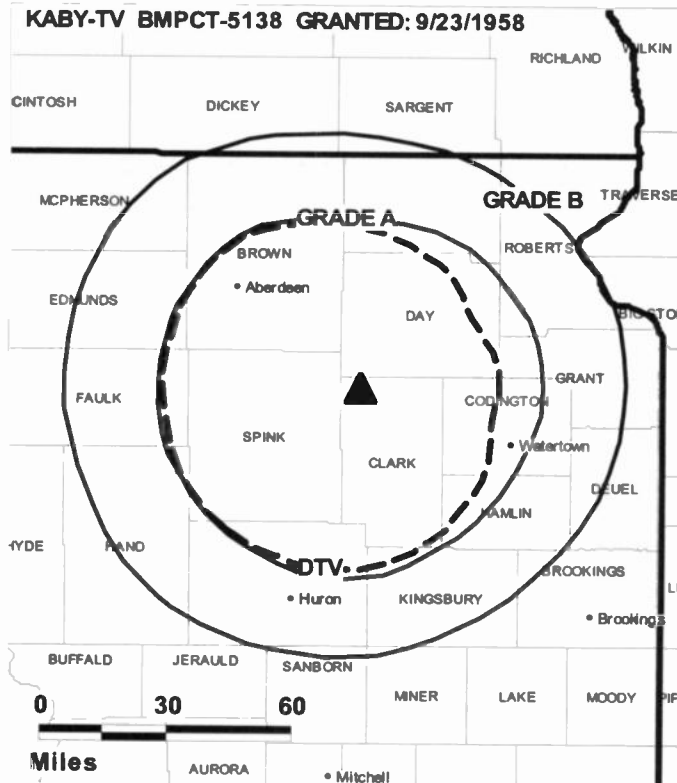 KABY-TV BMPCT-5138 GRANTED: 9/23/1958
RICHLAND
WILKIN
CINTOSH
DICKEY
SARGENT
MCPHERSON
GRADE B
TRAVERSE
GRADE A
BROWN
ROBERTS
Aberdeen
EDMUNDS
DAY
BIGSTO
FAULK
GRANT
CODINGTON
SPINK
Watertown
CLARK
DEUEL
HAMLIN
HYDE
HAND
DTV
BROOKINGS
Huron
KINGSBURY
Brookings
BUFFALO
JERAULD
SANBORN
MINER
LAKE
MOODY
PIP
0 30 60
Miles
AURORA
Mitchell